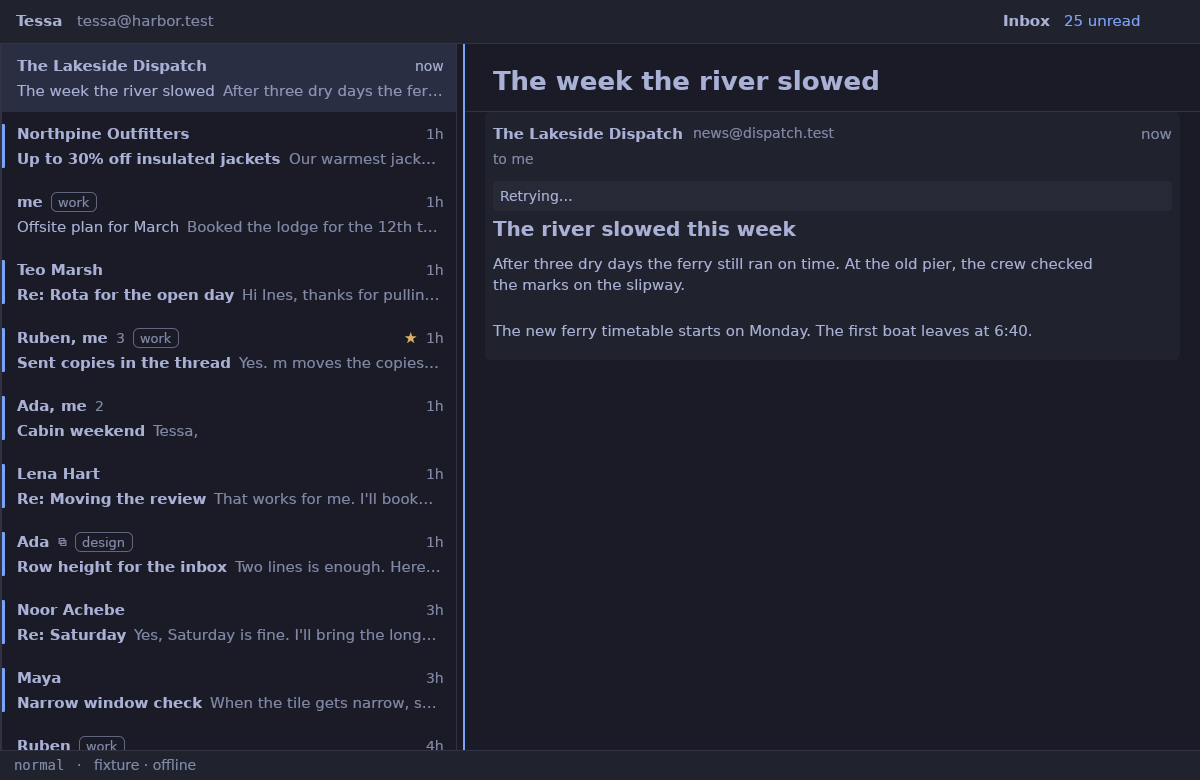 Tessa tessa@harbor.test
Inbox 25 unread
The Lakeside Dispatch now
The week the river slowed After three dry days the fer…
Northpine Outfitters 1h
Up to 30% off insulated jackets Our warmest jack…
me work 1h
Offsite plan for March Booked the lodge for the 12th t…
Teo Marsh 1h
Re: Rota for the open day Hi Ines, thanks for pullin…
Ruben, me 3 work ★ 1h
Sent copies in the thread Yes. m moves the copies…
Ada, me 2 1h
Cabin weekend Tessa,
Lena Hart 1h
Re: Moving the review That works for me. I'll book…
Ada design 1h
Row height for the inbox Two lines is enough. Here…
Noor Achebe 3h
Re: Saturday Yes, Saturday is fine. I'll bring the long…
Maya 3h
Narrow window check When the tile gets narrow, s…
Ruben work 4h
The week the river slowed
The Lakeside Dispatch news@dispatch.test now
to me
Retrying…
The river slowed this week
After three dry days the ferry still ran on time. At the old pier, the crew checked
the marks on the slipway.
The new ferry timetable starts on Monday. The first boat leaves at 6:40.
normal · fixture · offline